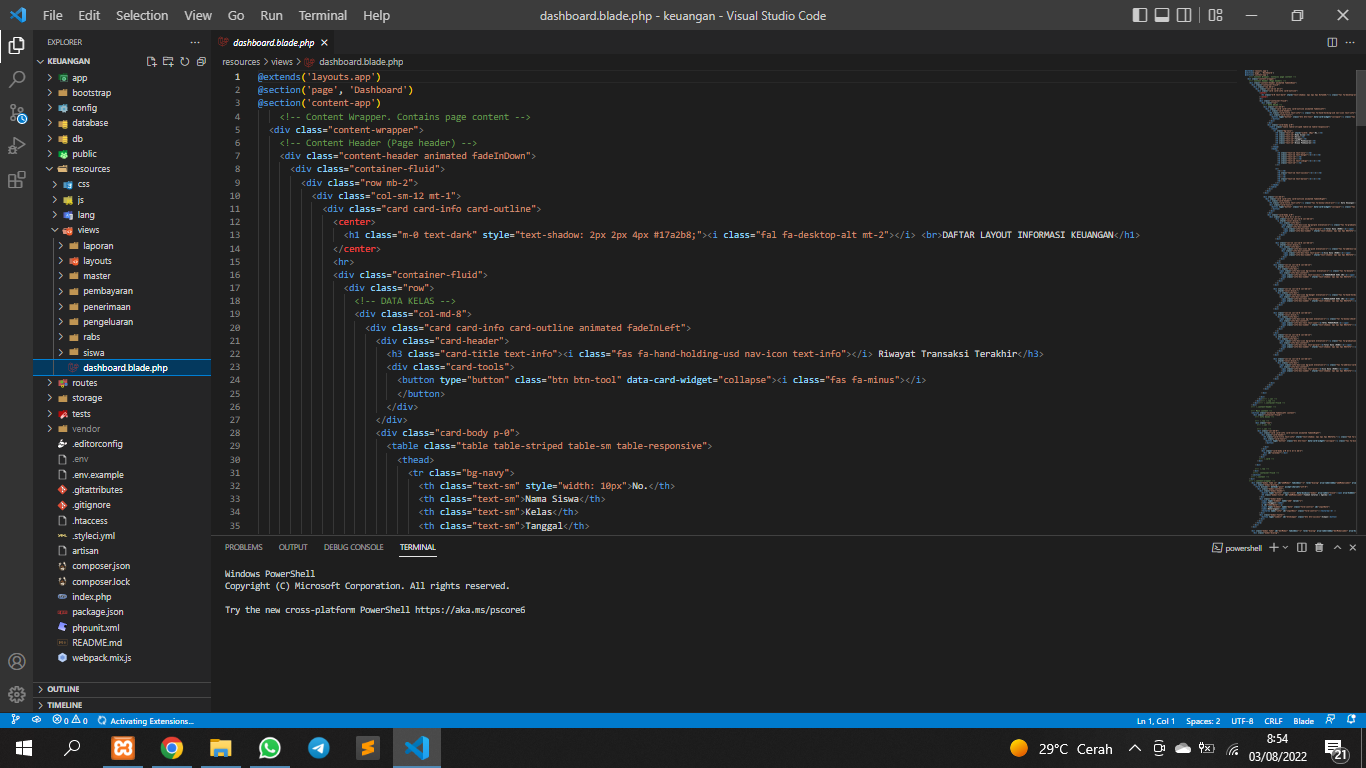 File Edit Selection View Go Run Terminal Help
dashboard.blade.php - keuangan - Visual Studio Code
EXPLORER
KEUANGAN
app
bootstrap
config
database
db
public
resources
css
js
lang
views
laporan
layouts
master
pembayaran
penerimaan
pengeluaran
rabs
siswa
dashboard.blade.php
routes
storage
tests
vendor
.editorconfig
.env
.env.example
.gitattributes
.gitignore
.htaccess
.styleci.yml
artisan
composer.json
composer.lock
index.php
package.json
phpunit.xml
README.md
webpack.mix.js
OUTLINE
TIMELINE
dashboard.blade.php
resources > views > dashboard.blade.php
1 @extends('layouts.app')
2 @section('page', 'Dashboard')
3 @section('content-app')
4 <!-- Content Wrapper. Contains page content -->
5 <div class="content-wrapper">
6 <!-- Content Header (Page header) -->
7 <div class="content-header animated fadeInDown">
8 <div class="container-fluid">
9 <div class="row mb-2">
10 <div class="col-sm-12 mt-1">
11 <div class="card card-info card-outline">
12 <center>
13 <h1 class="m-0 text-dark" style="text-shadow: 2px 2px 4px #17a2b8;"><i class="fal fa-desktop-alt mt-2"></i> <br>DAFTAR LAYOUT INFORMASI KEUANGAN</h1>
14 </center>
15 <hr>
16 <div class="container-fluid">
17 <div class="row">
18 <!-- DATA KELAS -->
19 <div class="col-md-8">
20 <div class="card card-info card-outline animated fadeInLeft">
21 <div class="card-header">
22 <h3 class="card-title text-info"><i class="fas fa-hand-holding-usd nav-icon text-info"></i> Riwayat Transaksi Terakhir</h3>
23 <div class="card-tools">
24 <button type="button" class="btn btn-tool" data-card-widget="collapse"><i class="fas fa-minus"></i>
25 </button>
26 </div>
27 </div>
28 <div class="card-body p-0">
29 <table class="table table-striped table-sm table-responsive">
30 <thead>
31 <tr class="bg-navy">
32 <th class="text-sm" style="width: 10px">No.</th>
33 <th class="text-sm">Nama Siswa</th>
34 <th class="text-sm">Kelas</th>
35 <th class="text-sm">Tanggal</th>
PROBLEMS OUTPUT DEBUG CONSOLE TERMINAL
powershell
Windows PowerShell
Copyright (C) Microsoft Corporation. All rights reserved.
Try the new cross-platform PowerShell https://aka.ms/pscore6
0 0 Activating Extensions...
Ln 1, Col 1 Spaces: 2 UTF-8 CRLF Blade
29°C Cerah
8:54
03/08/2022
21